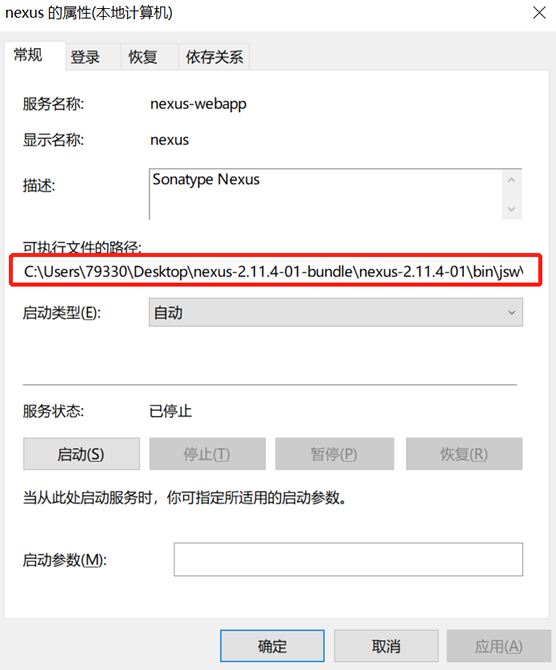 nexus 的属性(本地计算机)
常规 登录 恢复 依存关系
服务名称: nexus-webapp
显示名称: nexus
描述: Sonatype Nexus
可执行文件的路径:
C:\Users\79330\Desktop\nexus-2.11.4-01-bundle\nexus-2.11.4-01\bin\jsw\
启动类型(E): 自动
服务状态: 已停止
启动(S) 停止(T) 暂停(P) 恢复(R)
当从此处启动服务时，你可指定所适用的启动参数。
启动参数(M):
确定 取消 应用(A)